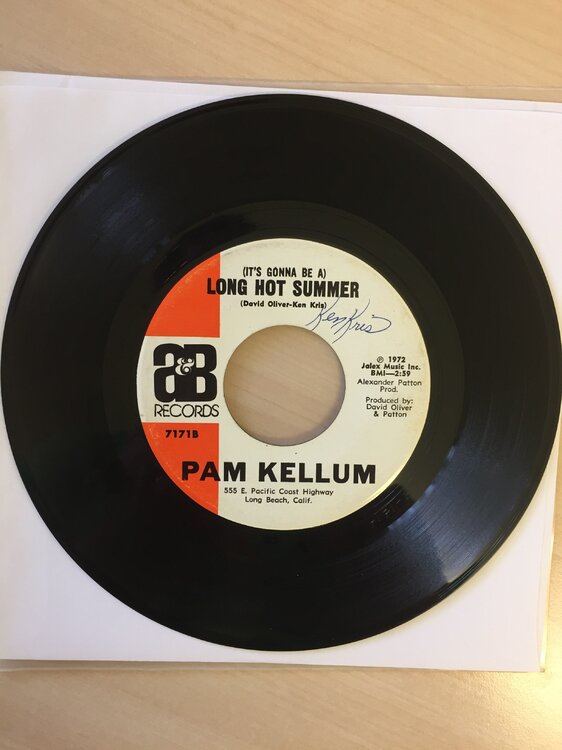 (IT'S GONNA BE A)
LONG HOT SUMMER
(David Oliver-Ken Kris)
Ken Kris
℗ 1972
Jalex Music Inc.
BMI—2:59
Alexander Patton
Prod.
Produced by:
David Oliver
& Patton
a&B
RECORDS
7171B
PAM KELLUM
555 E. Pacific Coast Highway
Long Beach, Calif.